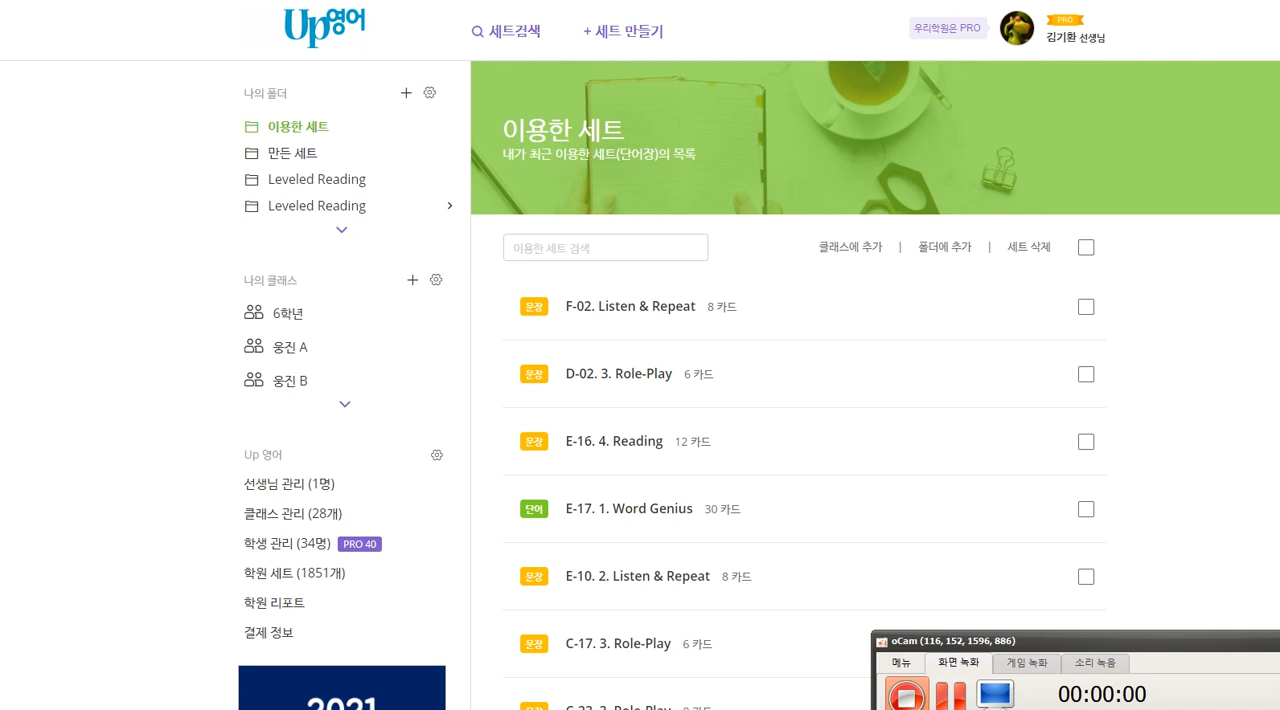 Up영어
세트검색
+ 세트 만들기
우리학원은 PRO
PRO
김기환 선생님
나의 폴더
이용한 세트
만든 세트
Leveled Reading
Leveled Reading
나의 클래스
6학년
웅진 A
웅진 B
Up 영어
선생님 관리 (1명)
클래스 관리 (28개)
학생 관리 (34명) PRO 40
학원 세트 (1851개)
학원 리포트
결제 정보
2021
이용한 세트
내가 최근 이용한 세트(단어장)의 목록
이용한 세트 검색
클래스에 추가 | 폴더에 추가 | 세트 삭제
문장 F-02. Listen & Repeat 8 카드
문장 D-02. 3. Role-Play 6 카드
문장 E-16. 4. Reading 12 카드
단어 E-17. 1. Word Genius 30 카드
문장 E-10. 2. Listen & Repeat 8 카드
문장 C-17. 3. Role-Play 6 카드
문장 C-23. 3. Role-Play
oCam (116, 152, 1596, 886)
메뉴 화면 녹화 게임 녹화 소리 녹음
00:00:00